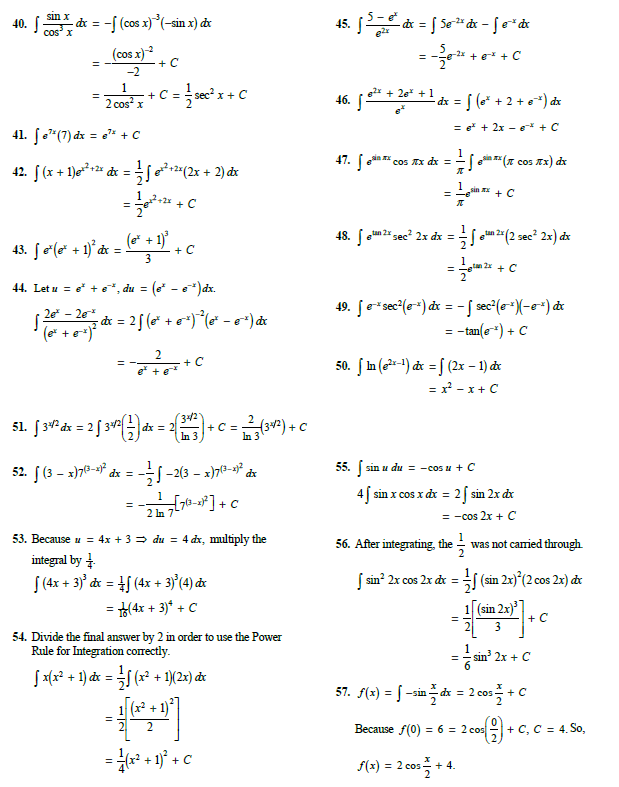 40. ∫ sin x / cos³ x dx = −∫ (cos x)⁻³(−sin x) dx
= − (cos x)⁻² / −2 + C
= 1 / (2 cos² x) + C = 1/2 sec² x + C
41. ∫ e⁷ˣ(7) dx = e⁷ˣ + C
42. ∫ (x + 1)e^(x² + 2x) dx = 1/2 ∫ e^(x² + 2x)(2x + 2) dx
= 1/2 e^(x² + 2x) + C
43. ∫ eˣ(eˣ + 1)² dx = (eˣ + 1)³ / 3 + C
44. Let u = eˣ + e⁻ˣ, du = (eˣ − e⁻ˣ)dx.
∫ (2eˣ − 2e⁻ˣ) / (eˣ + e⁻ˣ)² dx = 2∫ (eˣ + e⁻ˣ)⁻²(eˣ − e⁻ˣ) dx
= − 2 / (eˣ + e⁻ˣ) + C
45. ∫ (5 − eˣ) / e²ˣ dx = ∫ 5e⁻²ˣ dx − ∫ e⁻ˣ dx
= − 5/2 e⁻²ˣ + e⁻ˣ + C
46. ∫ (e²ˣ + 2eˣ + 1) / eˣ dx = ∫ (eˣ + 2 + e⁻ˣ) dx
= eˣ + 2x − e⁻ˣ + C
47. ∫ e^(sin πx) cos πx dx = 1/π ∫ e^(sin πx)(π cos πx) dx
= 1/π e^(sin πx) + C
48. ∫ e^(tan 2x) sec² 2x dx = 1/2 ∫ e^(tan 2x)(2 sec² 2x) dx
= 1/2 e^(tan 2x) + C
49. ∫ e⁻ˣ sec²(e⁻ˣ) dx = −∫ sec²(e⁻ˣ)(−e⁻ˣ) dx
= −tan(e⁻ˣ) + C
50. ∫ ln (e^(2x−1)) dx = ∫ (2x − 1) dx
= x² − x + C
51. ∫ 3^(x/2) dx = 2 ∫ 3^(x/2)(1/2) dx = 2(3^(x/2) / ln 3) + C = 2 / ln 3 (3^(x/2)) + C
52. ∫ (3 − x)7^((3−x)²) dx = −1/2 ∫ −2(3 − x)7^((3−x)²) dx
= − 1 / (2 ln 7) [7^((3−x)²)] + C
53. Because u = 4x + 3 ⇒ du = 4 dx, multiply the
integral by 1/4.
∫ (4x + 3)³ dx = 1/4 ∫ (4x + 3)³(4) dx
= 1/16 (4x + 3)⁴ + C
54. Divide the final answer by 2 in order to use the Power
Rule for Integration correctly.
∫ x(x² + 1) dx = 1/2 ∫ (x² + 1)(2x) dx
= 1/2 [(x² + 1)² / 2]
= 1/4 (x² + 1)² + C
55. ∫ sin u du = −cos u + C
4∫ sin x cos x dx = 2∫ sin 2x dx
= −cos 2x + C
56. After integrating, the 1/2 was not carried through.
∫ sin² 2x cos 2x dx = 1/2 ∫ (sin 2x)²(2 cos 2x) dx
= 1/2 [(sin 2x)³ / 3] + C
= 1/6 sin³ 2x + C
57. f(x) = ∫ −sin x/2 dx = 2 cos x/2 + C
Because f(0) = 6 = 2 cos(0/2) + C, C = 4. So,
f(x) = 2 cos x/2 + 4.